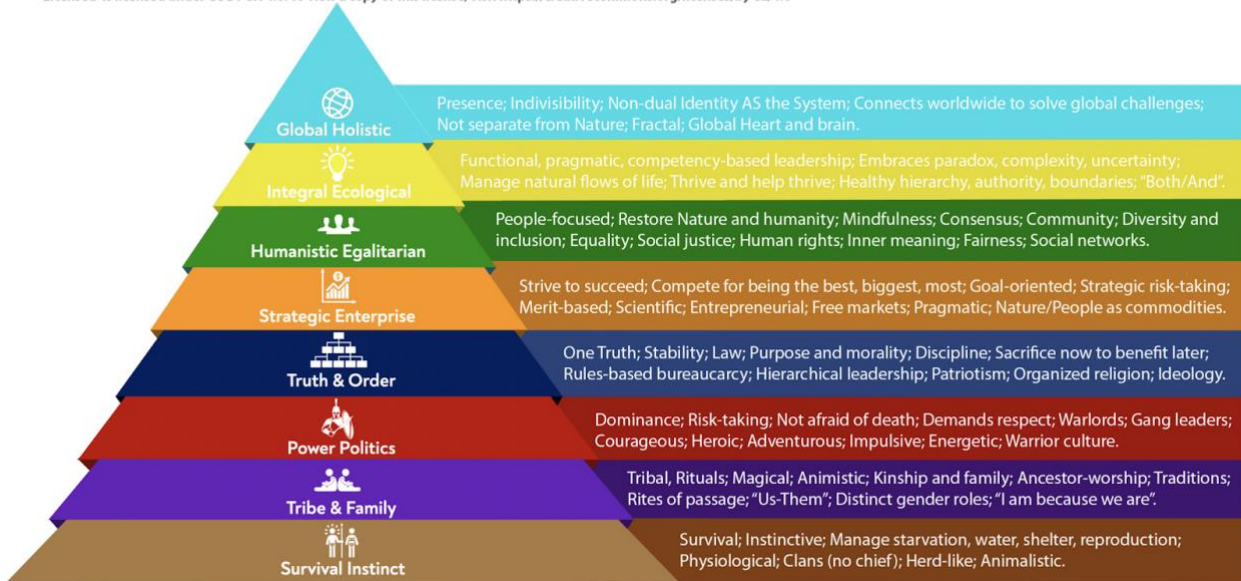 Global Holistic
Presence; Indivisibility; Non-dual Identity AS the System; Connects worldwide to solve global challenges;
Not separate from Nature; Fractal; Global Heart and brain.
Integral Ecological
Functional, pragmatic, competency-based leadership; Embraces paradox, complexity, uncertainty;
Manage natural flows of life; Thrive and help thrive; Healthy hierarchy, authority, boundaries; "Both/And".
Humanistic Egalitarian
People-focused; Restore Nature and humanity; Mindfulness; Consensus; Community; Diversity and
inclusion; Equality; Social justice; Human rights; Inner meaning; Fairness; Social networks.
Strategic Enterprise
Strive to succeed; Compete for being the best, biggest, most; Goal-oriented; Strategic risk-taking;
Merit-based; Scientific; Entrepreneurial; Free markets; Pragmatic; Nature/People as commodities.
Truth & Order
One Truth; Stability; Law; Purpose and morality; Discipline; Sacrifice now to benefit later;
Rules-based bureaucarcy; Hierarchical leadership; Patriotism; Organized religion; Ideology.
Power Politics
Dominance; Risk-taking; Not afraid of death; Demands respect; Warlords; Gang leaders;
Courageous; Heroic; Adventurous; Impulsive; Energetic; Warrior culture.
Tribe & Family
Tribal, Rituals; Magical; Animistic; Kinship and family; Ancestor-worship; Traditions;
Rites of passage; "Us-Them"; Distinct gender roles; "I am because we are".
Survival Instinct
Survival; Instinctive; Manage starvation, water, shelter, reproduction;
Physiological; Clans (no chief); Herd-like; Animalistic.